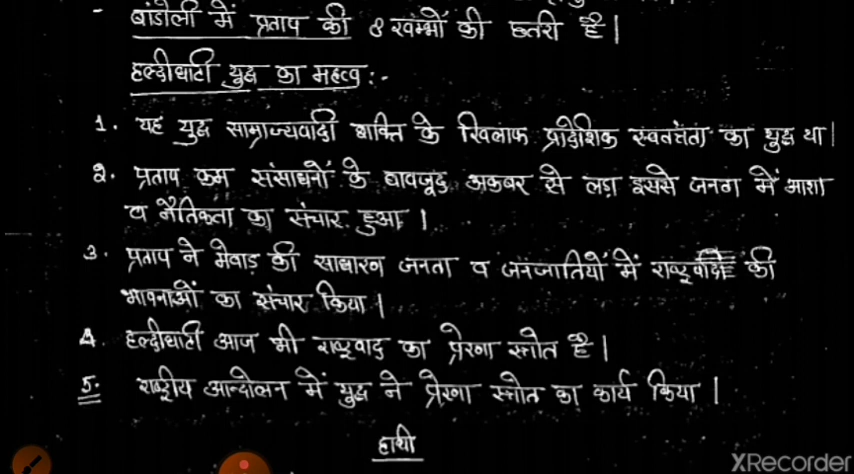 - बांडोली में प्रताप की 8 खम्भों की छतरी है |
हल्दीघाटी युद्ध का महत्व :-
1. यह युद्ध साम्राज्यवादी शक्ति के खिलाफ प्रादेशिक स्वतंत्रता का युद्ध था |
2. प्रताप कम संसाधनों के बावजूद अकबर से लड़ा इससे जनता में आशा
व नैतिकता का संचार हुआ |
3. प्रताप ने मेवाड़ की साधारण जनता व जनजातियों में राष्ट्रवाद की
भावनाओं का संचार किया |
4. हल्दीघाटी आज भी राष्ट्रवाद का प्रेरणा स्त्रोत है |
5. राष्ट्रीय आन्दोलन में युद्ध ने प्रेरणा स्त्रोत का कार्य किया |
हाथी
XRecorder